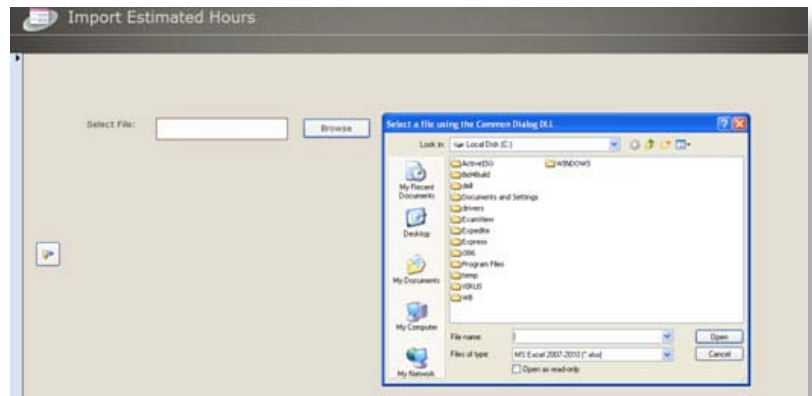 Import Estimated Hours
Select File:
Browse
Select a file using the Common Dialog DLL
Look in:
Local Disk (C:)
My Recent
Documents
Desktop
My Documents
My Computer
My Network
WINDOWS
dell
Documents and Settings
drivers
ExamView
Expedite
Express
i386
Program Files
temp
VIRUS
WB
File name:
Open
Files of type:
MS Excel 2007-2010 (*.xlsx)
Cancel
Open as read-only